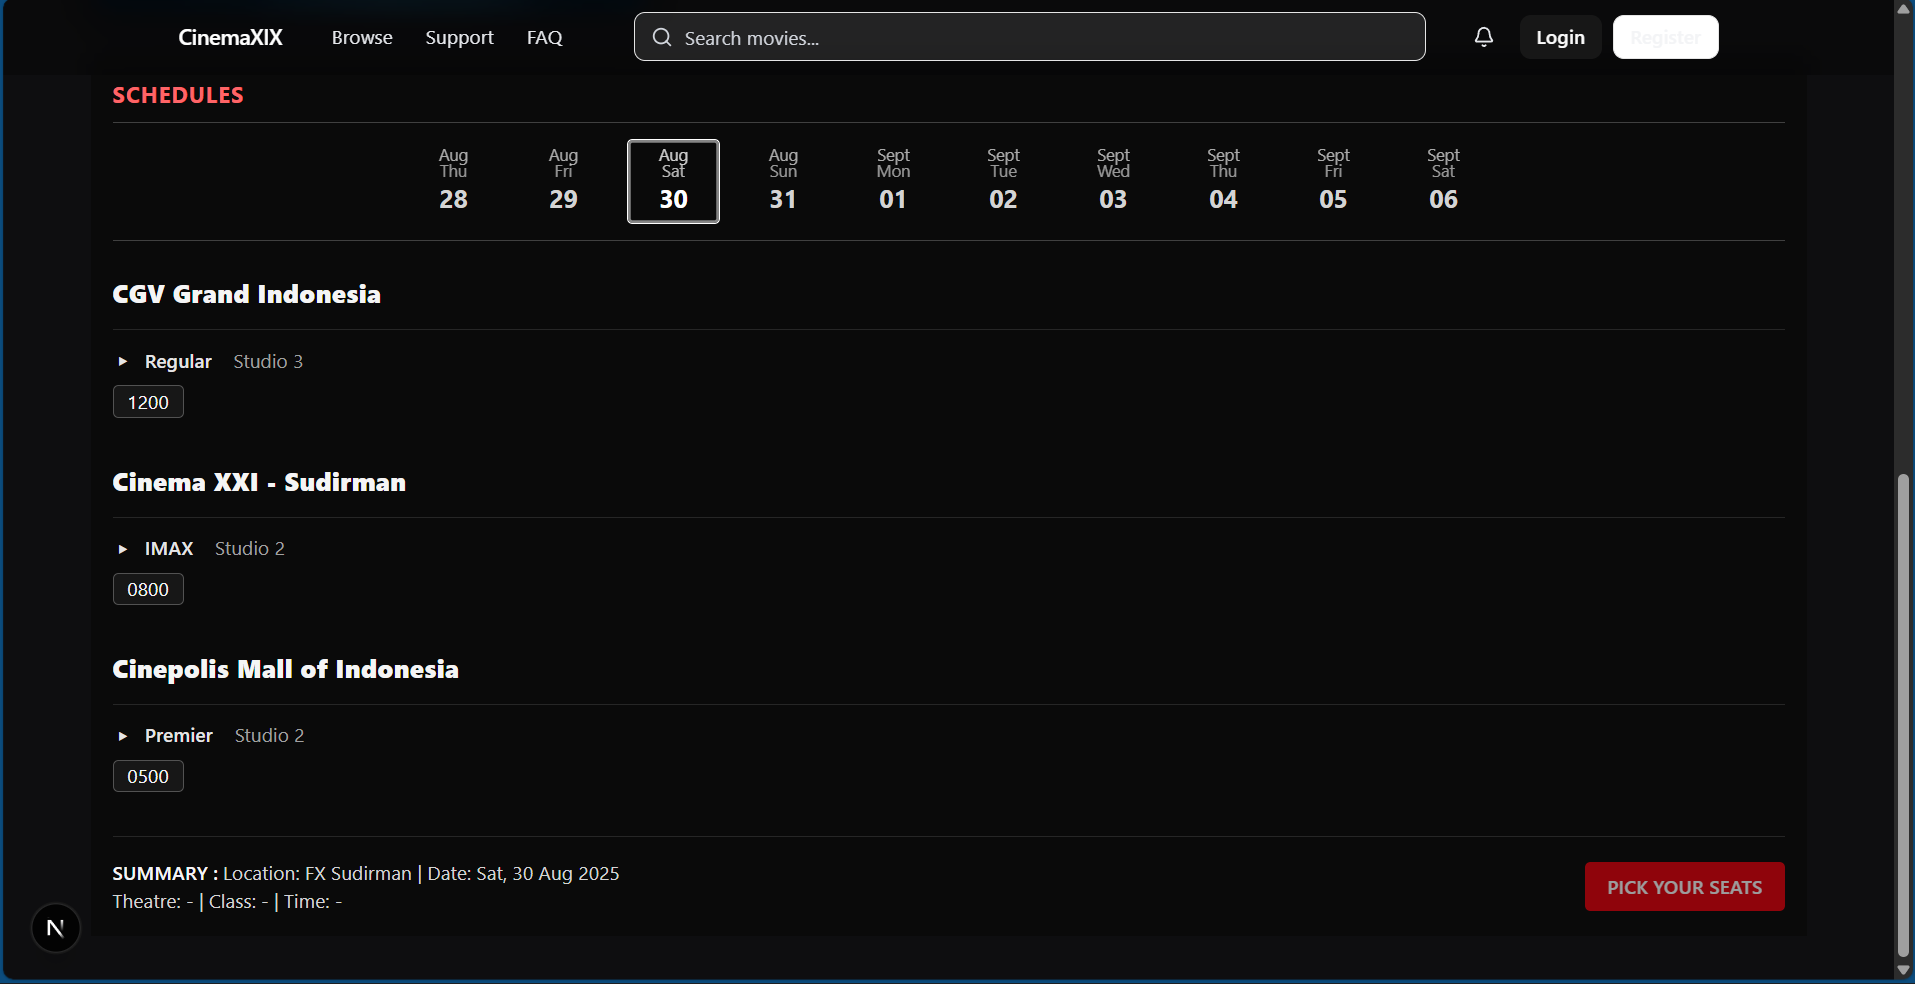 CinemaXIX Browse Support FAQ Search movies... Login Register
SCHEDULES
Aug Aug Aug Aug Sept Sept Sept Sept Sept Sept
Thu Fri Sat Sun Mon Tue Wed Thu Fri Sat
28 29 30 31 01 02 03 04 05 06
CGV Grand Indonesia
Regular Studio 3
1200
Cinema XXI - Sudirman
IMAX Studio 2
0800
Cinepolis Mall of Indonesia
Premier Studio 2
0500
SUMMARY : Location: FX Sudirman | Date: Sat, 30 Aug 2025
Theatre: - | Class: - | Time: -
PICK YOUR SEATS
N